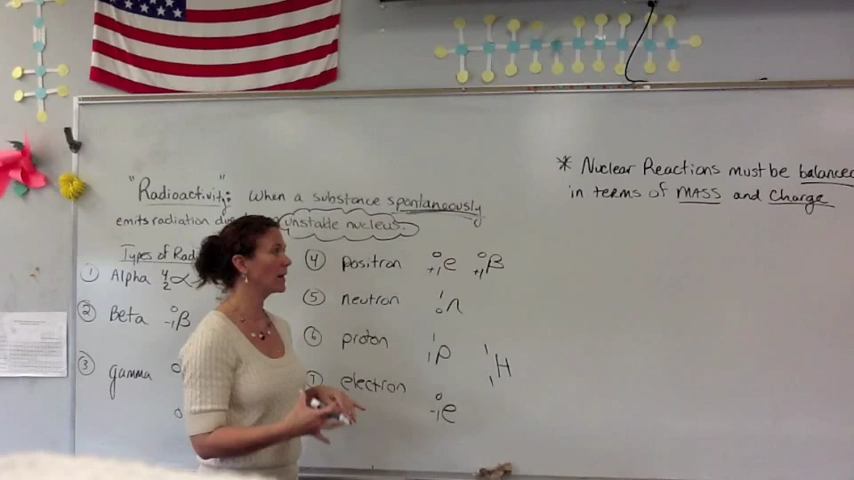 "Radioactivity": When a substance spontaneously
emits radiation unstable nucleus.
Types of
① Alpha ⁴₂α
② Beta ⁰₋₁β
③ gamma ⁰
⁰
④ positron ⁰₊₁e ⁰₊₁β
⑤ neutron ¹₀n
⑥ proton ¹₁p ¹₁H
electron ⁰₋₁e
* Nuclear Reactions must be balanced
in terms of MASS and Charge